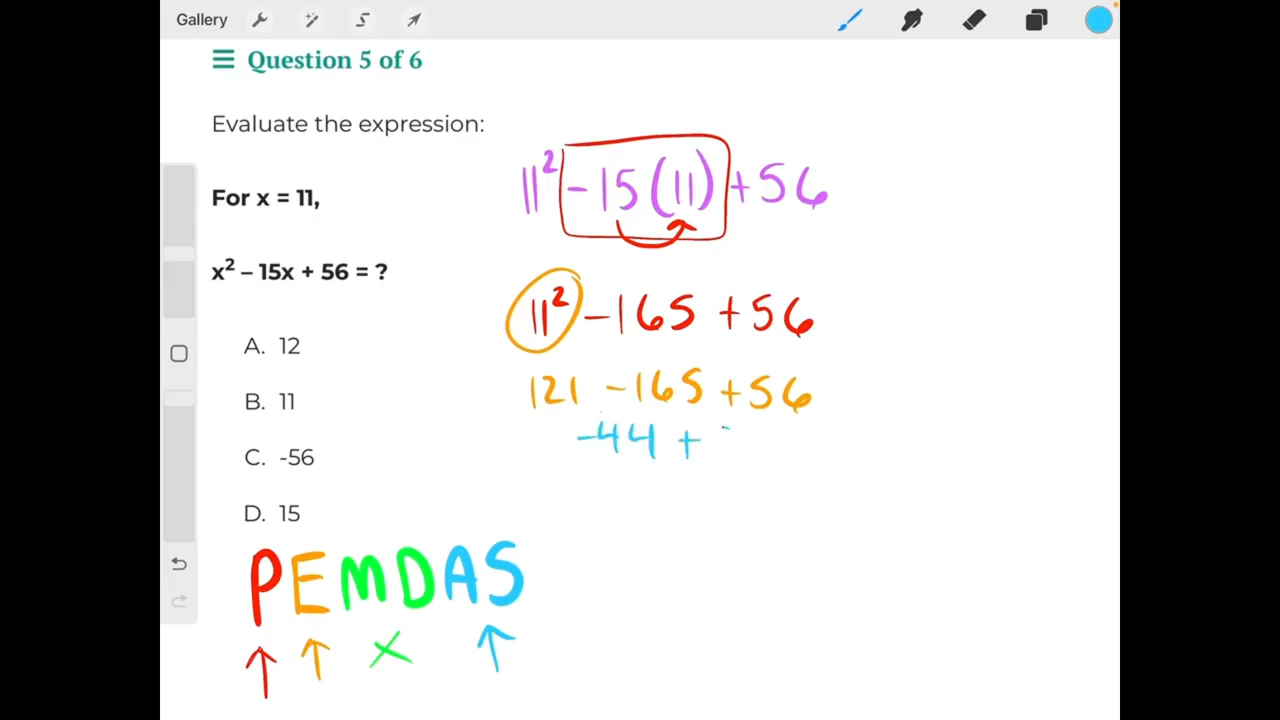 Gallery
Question 5 of 6
Evaluate the expression:
For x = 11,
x² – 15x + 56 = ?
A. 12
B. 11
C. -56
D. 15
11² - 15(11) + 56
11² - 165 + 56
121 - 165 + 56
-44 +
PEMDAS
×